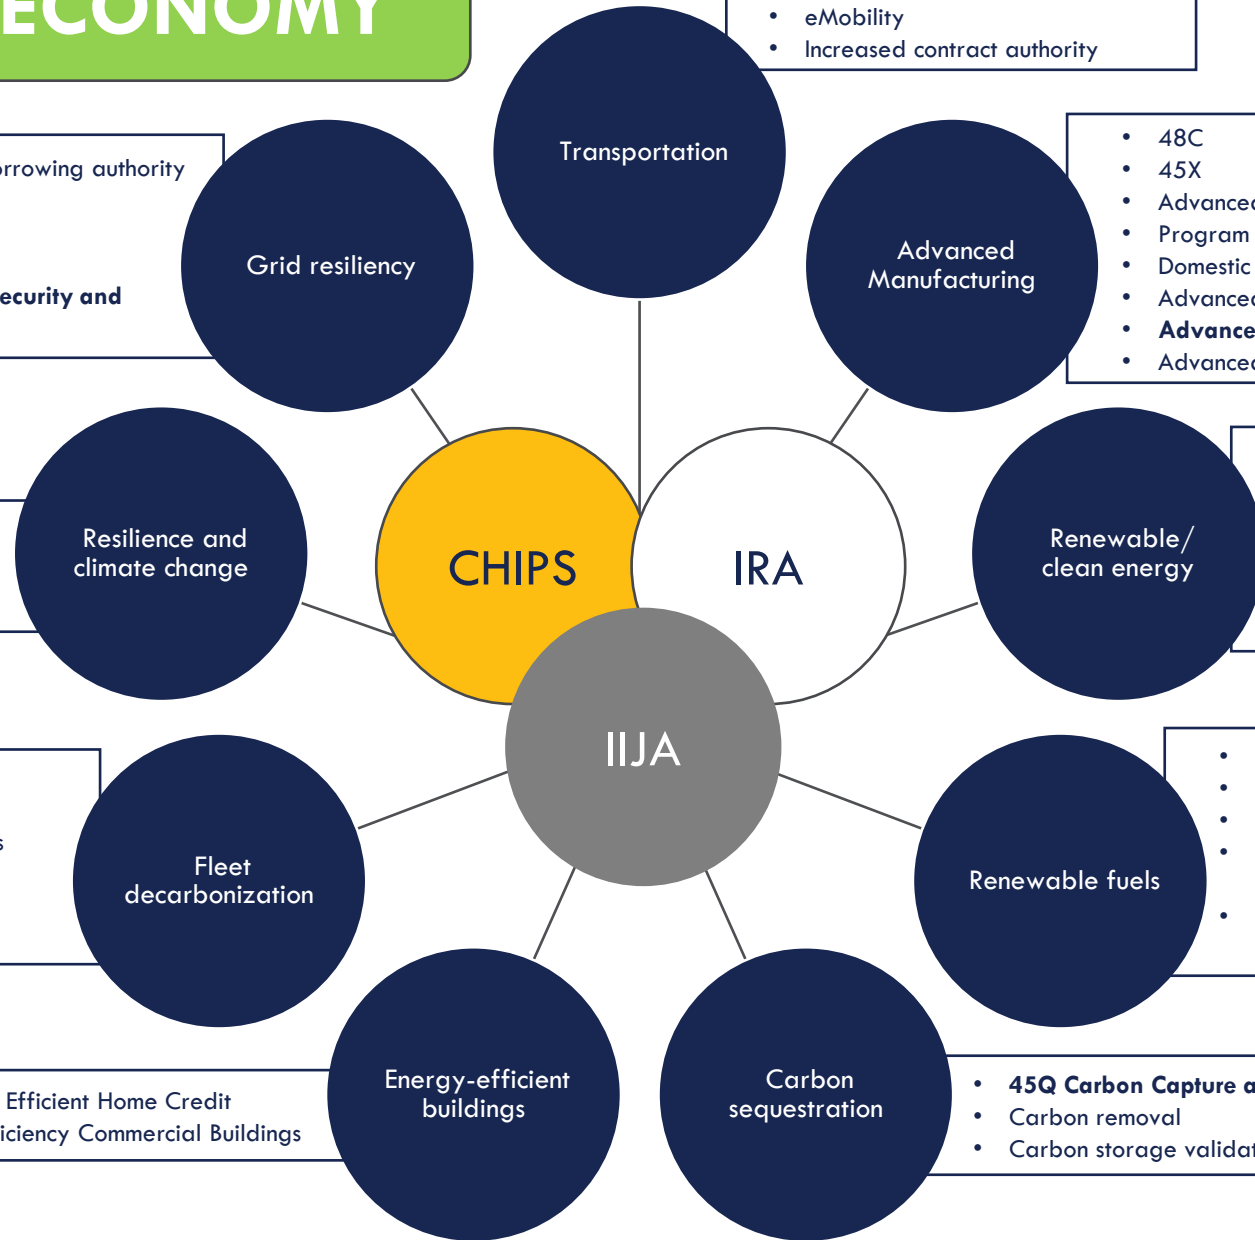 ECONOMY
• eMobility
• Increased contract authority
Transportation
orrowing authority
ecurity and
Grid resiliency
Advanced
Manufacturing
• 48C
• 45X
• Advanced
• Program
• Domestic
• Advanced
• Advance
• Advanced
Resilience and
climate change
CHIPS
IRA
Renewable/
clean energy
IIJA
s
Fleet
decarbonization
Renewable fuels
•
•
•
•
•
Efficient Home Credit
iciency Commercial Buildings
Energy-efficient
buildings
Carbon
sequestration
• 45Q Carbon Capture a
• Carbon removal
• Carbon storage validat